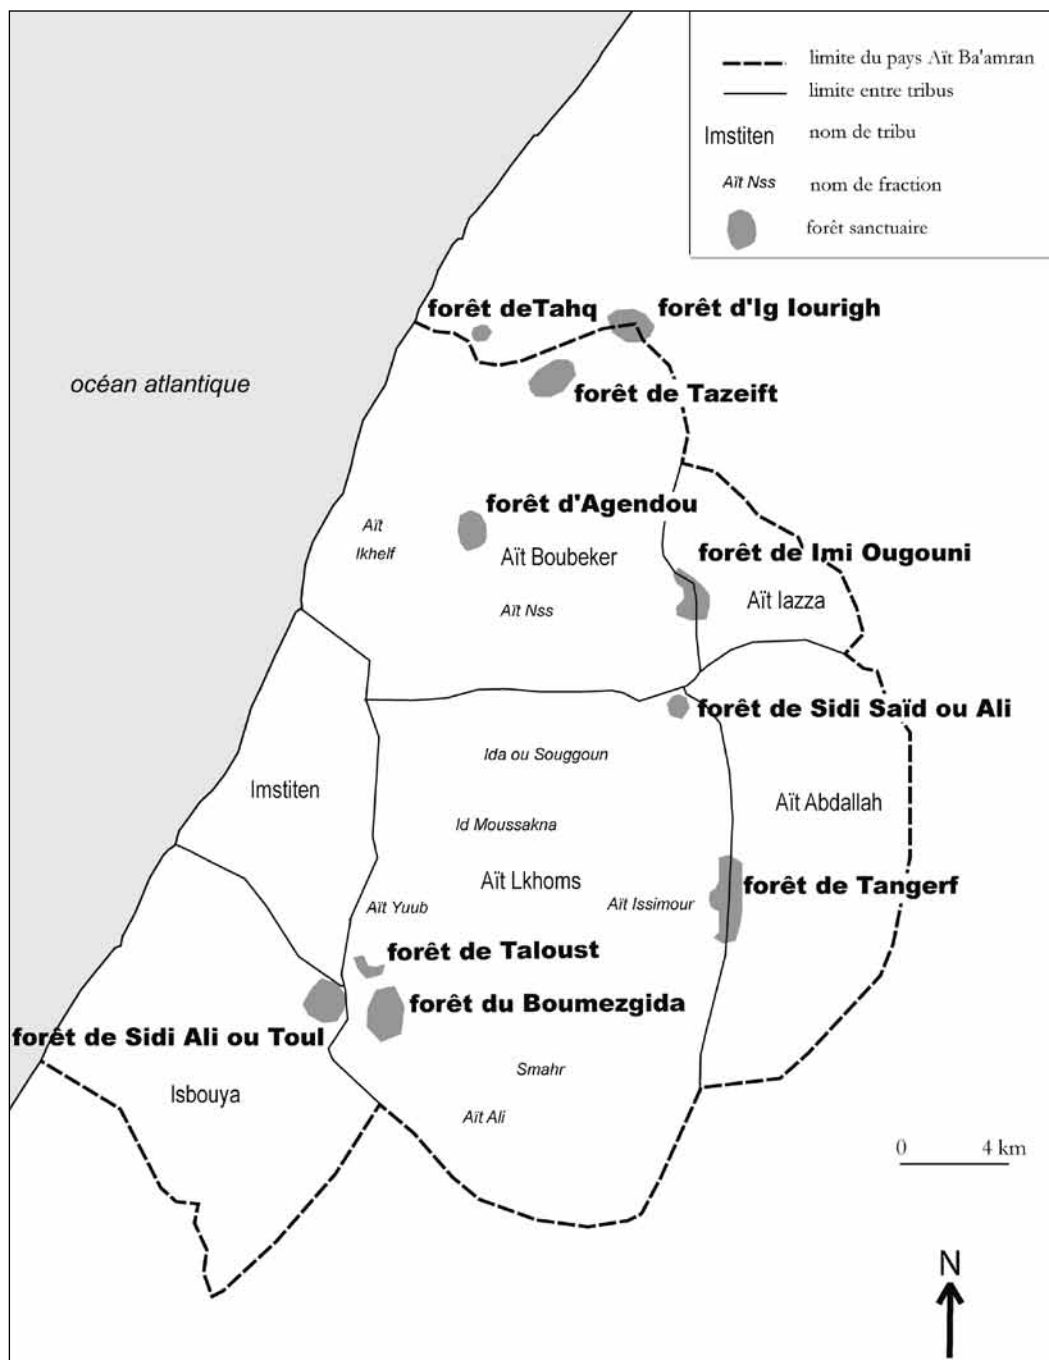 limite du pays Aït Ba'amran
limite entre tribus
Imstiten nom de tribu
Aït Nss nom de fraction
forêt sanctuaire
forêt deTahq
forêt d'Ig Iourigh
océan atlantique
forêt de Tazeift
forêt d'Agendou
Aït
Ikhelf
Aït Boubeker
forêt de Imi Ougouni
Aït Iazza
Aït Nss
forêt de Sidi Saïd ou Ali
Ida ou Souggoun
Imstiten
Aït Abdallah
Id Moussakna
Aït Lkhoms
forêt de Tangerf
Aït Yuub
Aït Issimour
forêt de Taloust
forêt du Boumezgida
forêt de Sidi Ali ou Toul
Smahr
Isbouya
Aït Ali
0 4 km
N